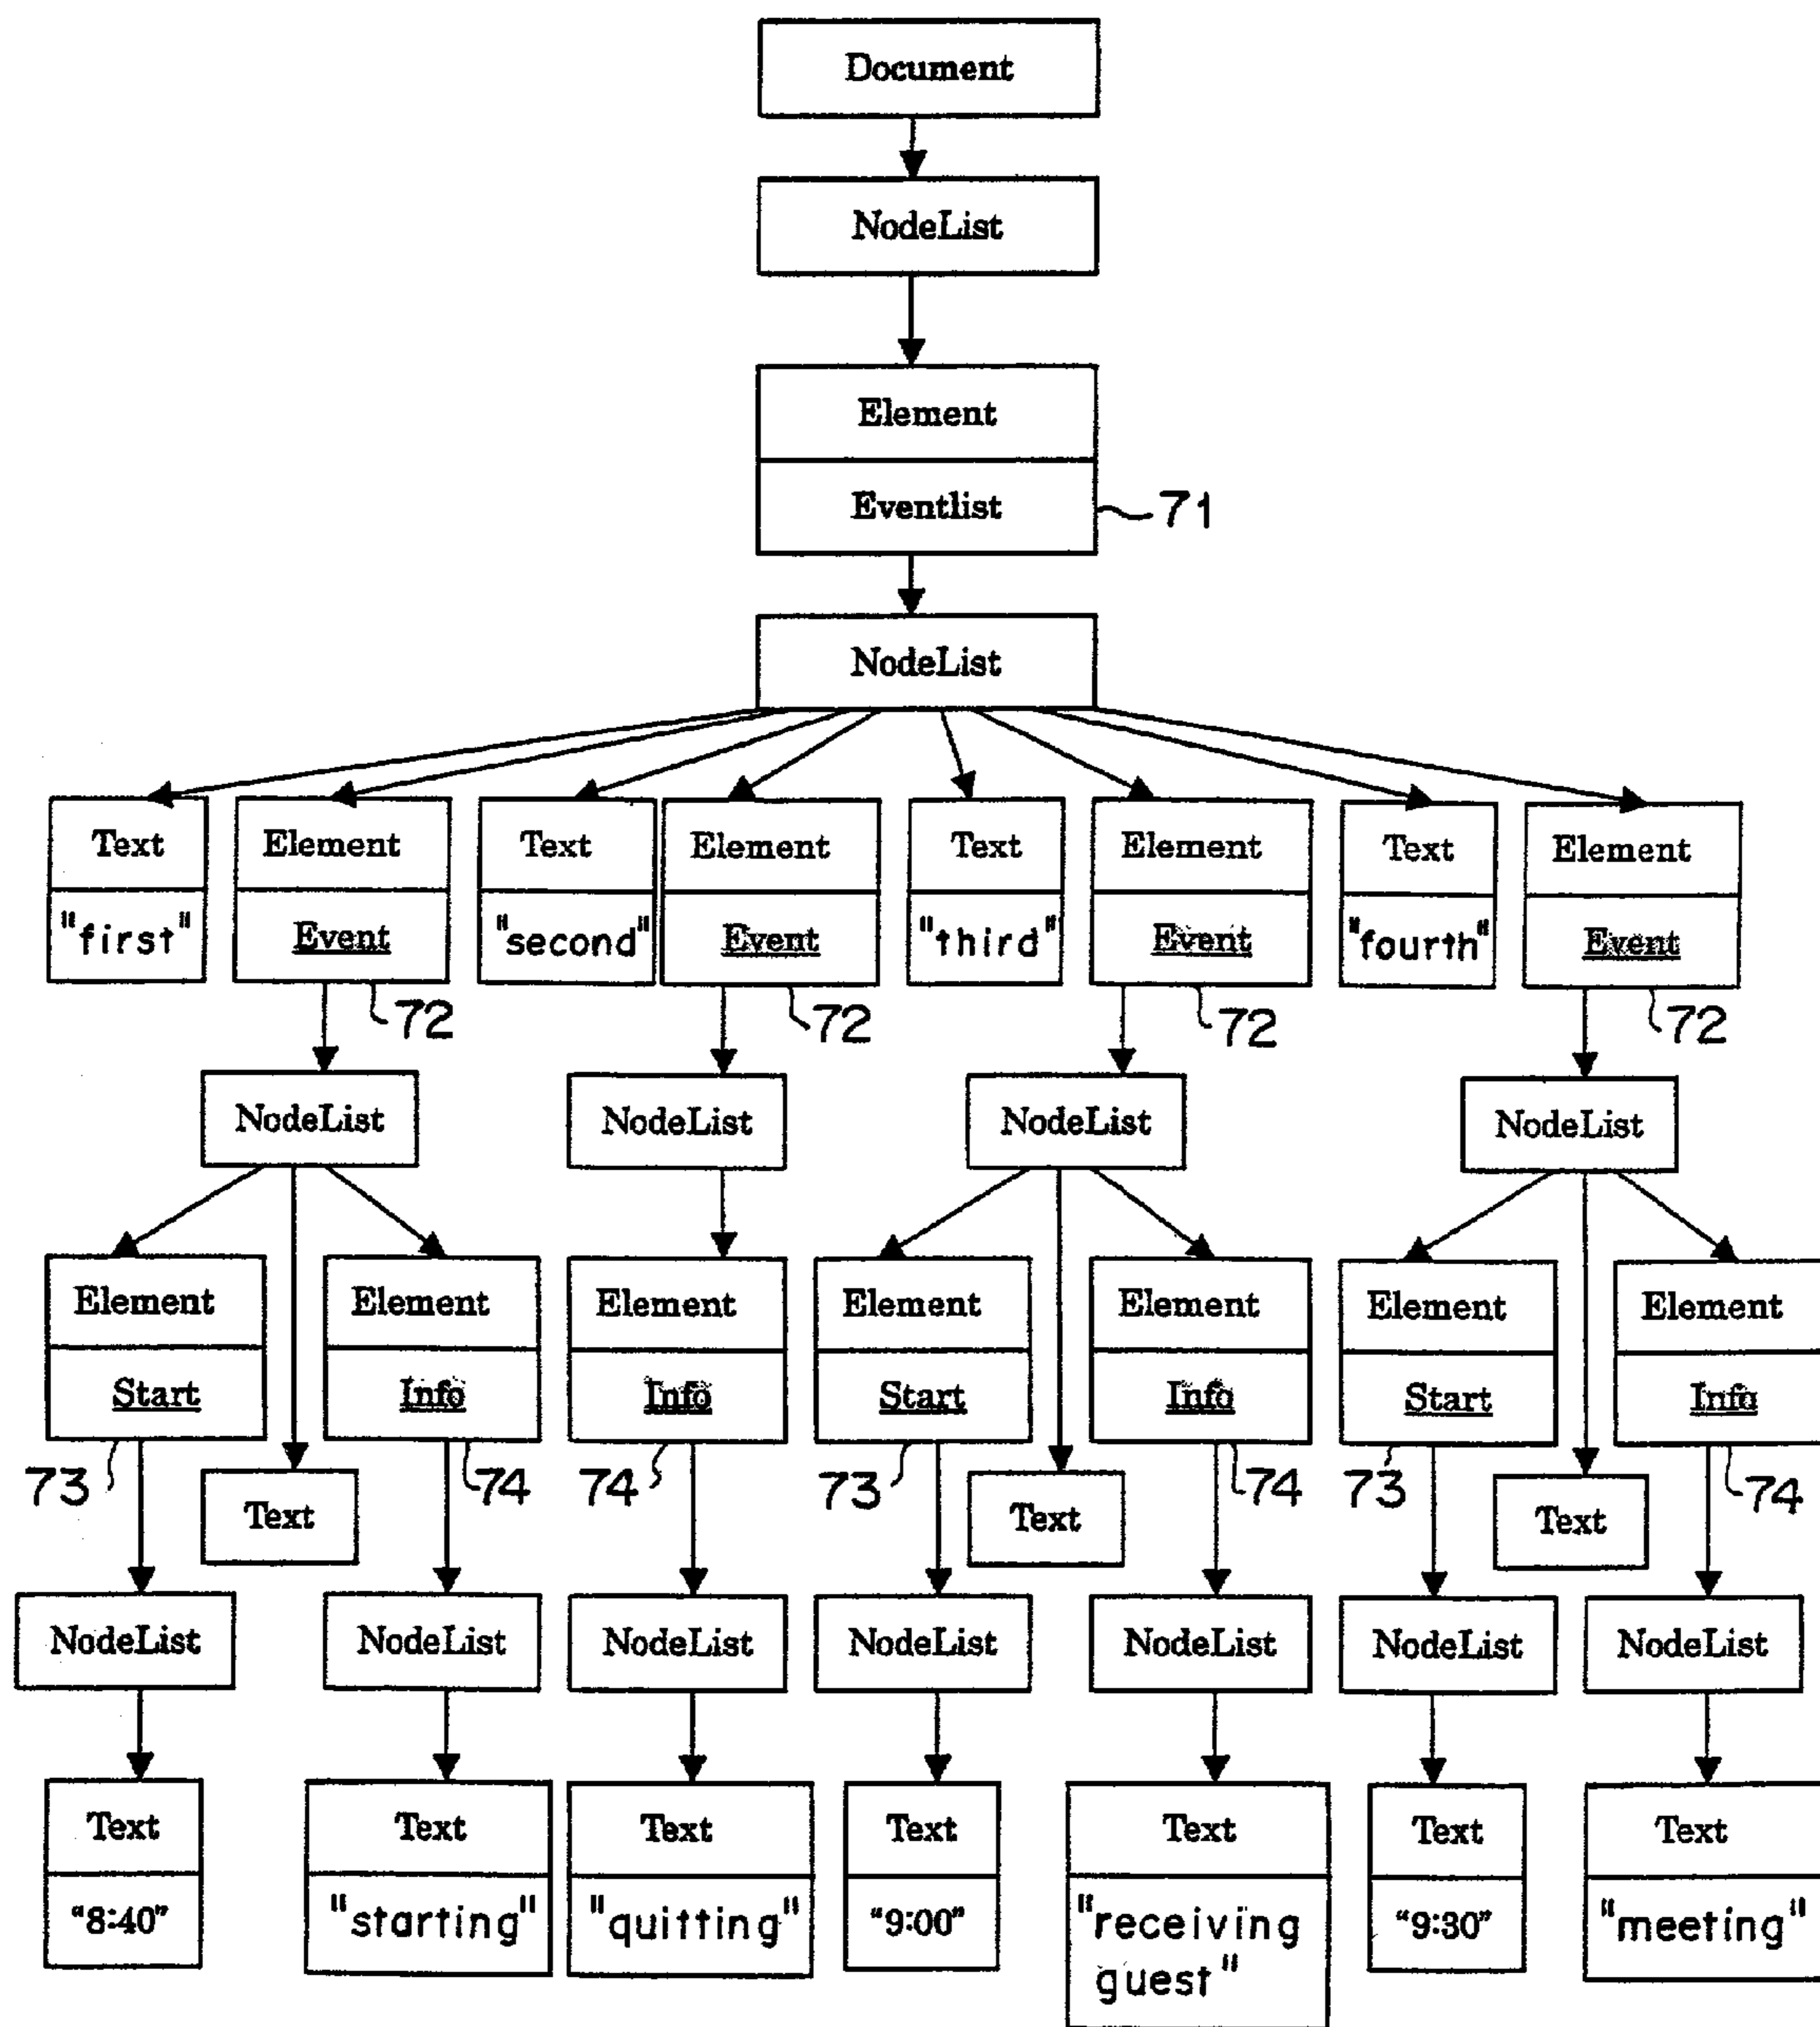 Document
NodeList
Element
Eventlist
71
NodeList
Text
Element
Text
Element
Text
Element
Text
Element
"first"
Event
"second"
Event
"third"
Event
"fourth"
Event
72
72
72
72
NodeList
NodeList
NodeList
NodeList
Element
Element
Element
Element
Element
Element
Element
Start
Info
Info
Start
Info
Start
Info
73
74
74
73
74
73
74
Text
Text
Text
NodeList
NodeList
NodeList
NodeList
NodeList
NodeList
NodeList
Text
Text
Text
Text
Text
Text
Text
“8:40”
"starting"
"quitting"
“9:00”
"receiving
guest"
“9:30”
"meeting"